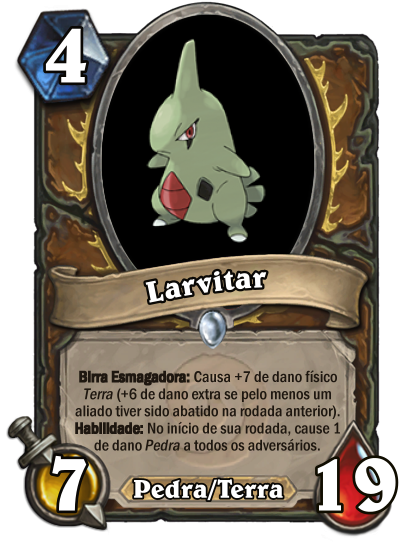 4
Larvitar
Birra Esmagadora: Causa +7 de dano físico
Terra (+6 de dano extra se pelo menos um
aliado tiver sido abatido na rodada anterior).
Habilidade: No início de sua rodada, cause 1
de dano Pedra a todos os adversários.
7
Pedra/Terra
19